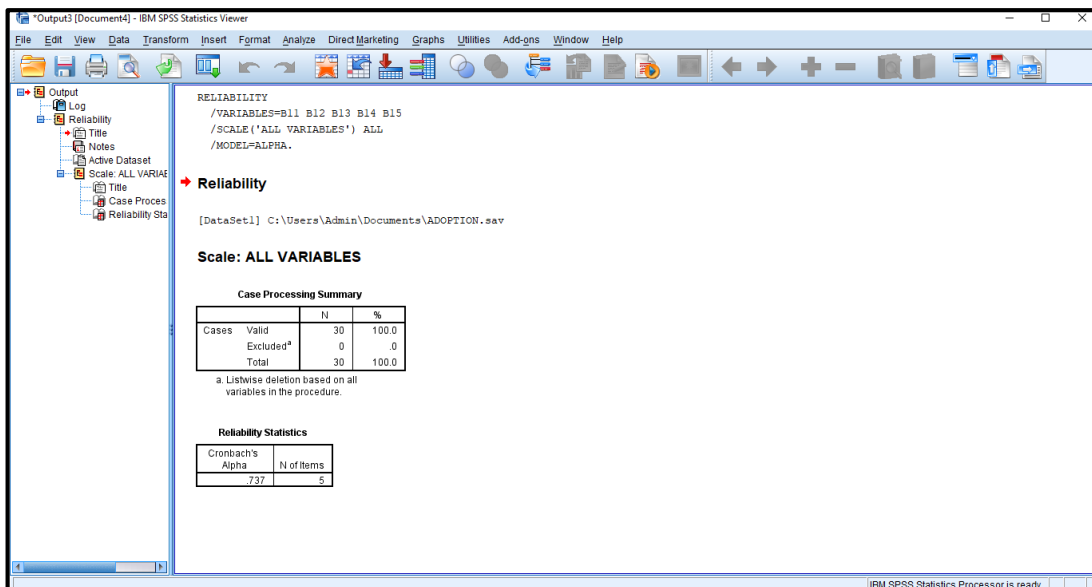 *Output3 [Document4] - IBM SPSS Statistics Viewer
File Edit View Data Transform Insert Format Analyze Direct Marketing Graphs Utilities Add-ons Window Help
Output
Log
Reliability
Title
Notes
Active Dataset
Scale: ALL VARIAE
Title
Case Proces
Reliability Sta
RELIABILITY
/VARIABLES=B11 B12 B13 B14 B15
/SCALE('ALL VARIABLES') ALL
/MODEL=ALPHA.
Reliability
[DataSet1] C:\Users\Admin\Documents\ADOPTION.sav
Scale: ALL VARIABLES
Case Processing Summary
N %
Cases Valid 30 100.0
Excludedᵃ 0 .0
Total 30 100.0
a. Listwise deletion based on all
variables in the procedure.
Reliability Statistics
Cronbach's
Alpha N of Items
.737 5
IBM SPSS Statistics Processor is ready